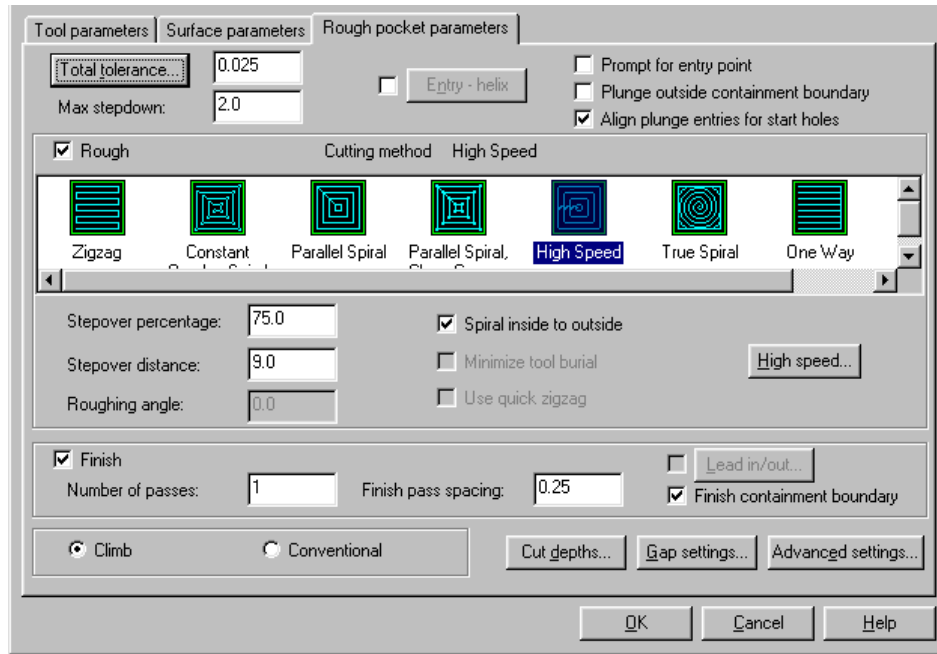 Tool parameters Surface parameters Rough pocket parameters
Total tolerance... 0.025 Entry - helix Prompt for entry point
Max stepdown: 2.0 Plunge outside containment boundary
Align plunge entries for start holes
Rough Cutting method High Speed
Zigzag Constant Parallel Spiral Parallel Spiral, High Speed True Spiral One Way
Stepover percentage: 75.0 Spiral inside to outside
Stepover distance: 9.0 Minimize tool burial High speed...
Roughing angle: 0.0 Use quick zigzag
Finish Lead in/out...
Number of passes: 1 Finish pass spacing: 0.25 Finish containment boundary
Climb Conventional Cut depths... Gap settings... Advanced settings...
OK Cancel Help